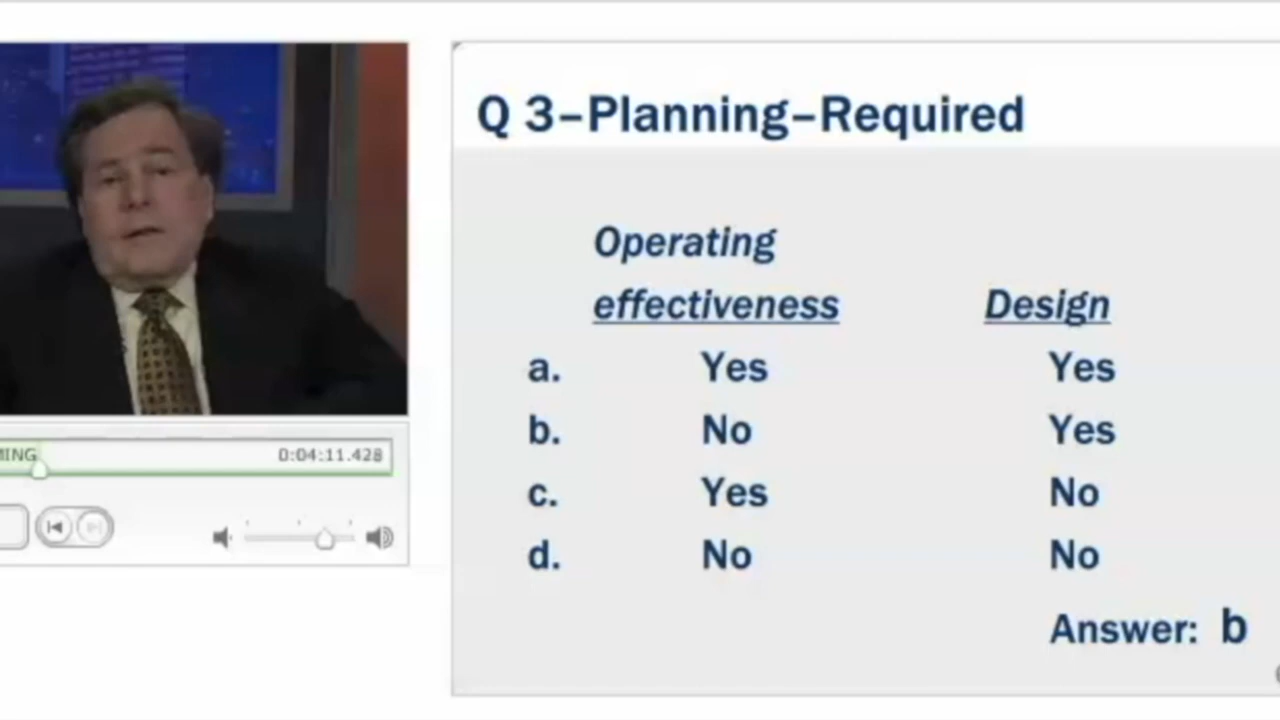 Q 3–Planning–Required
Operating
effectiveness Design
a. Yes Yes
b. No Yes
c. Yes No
d. No No
Answer: b
MING 0:04:11.428